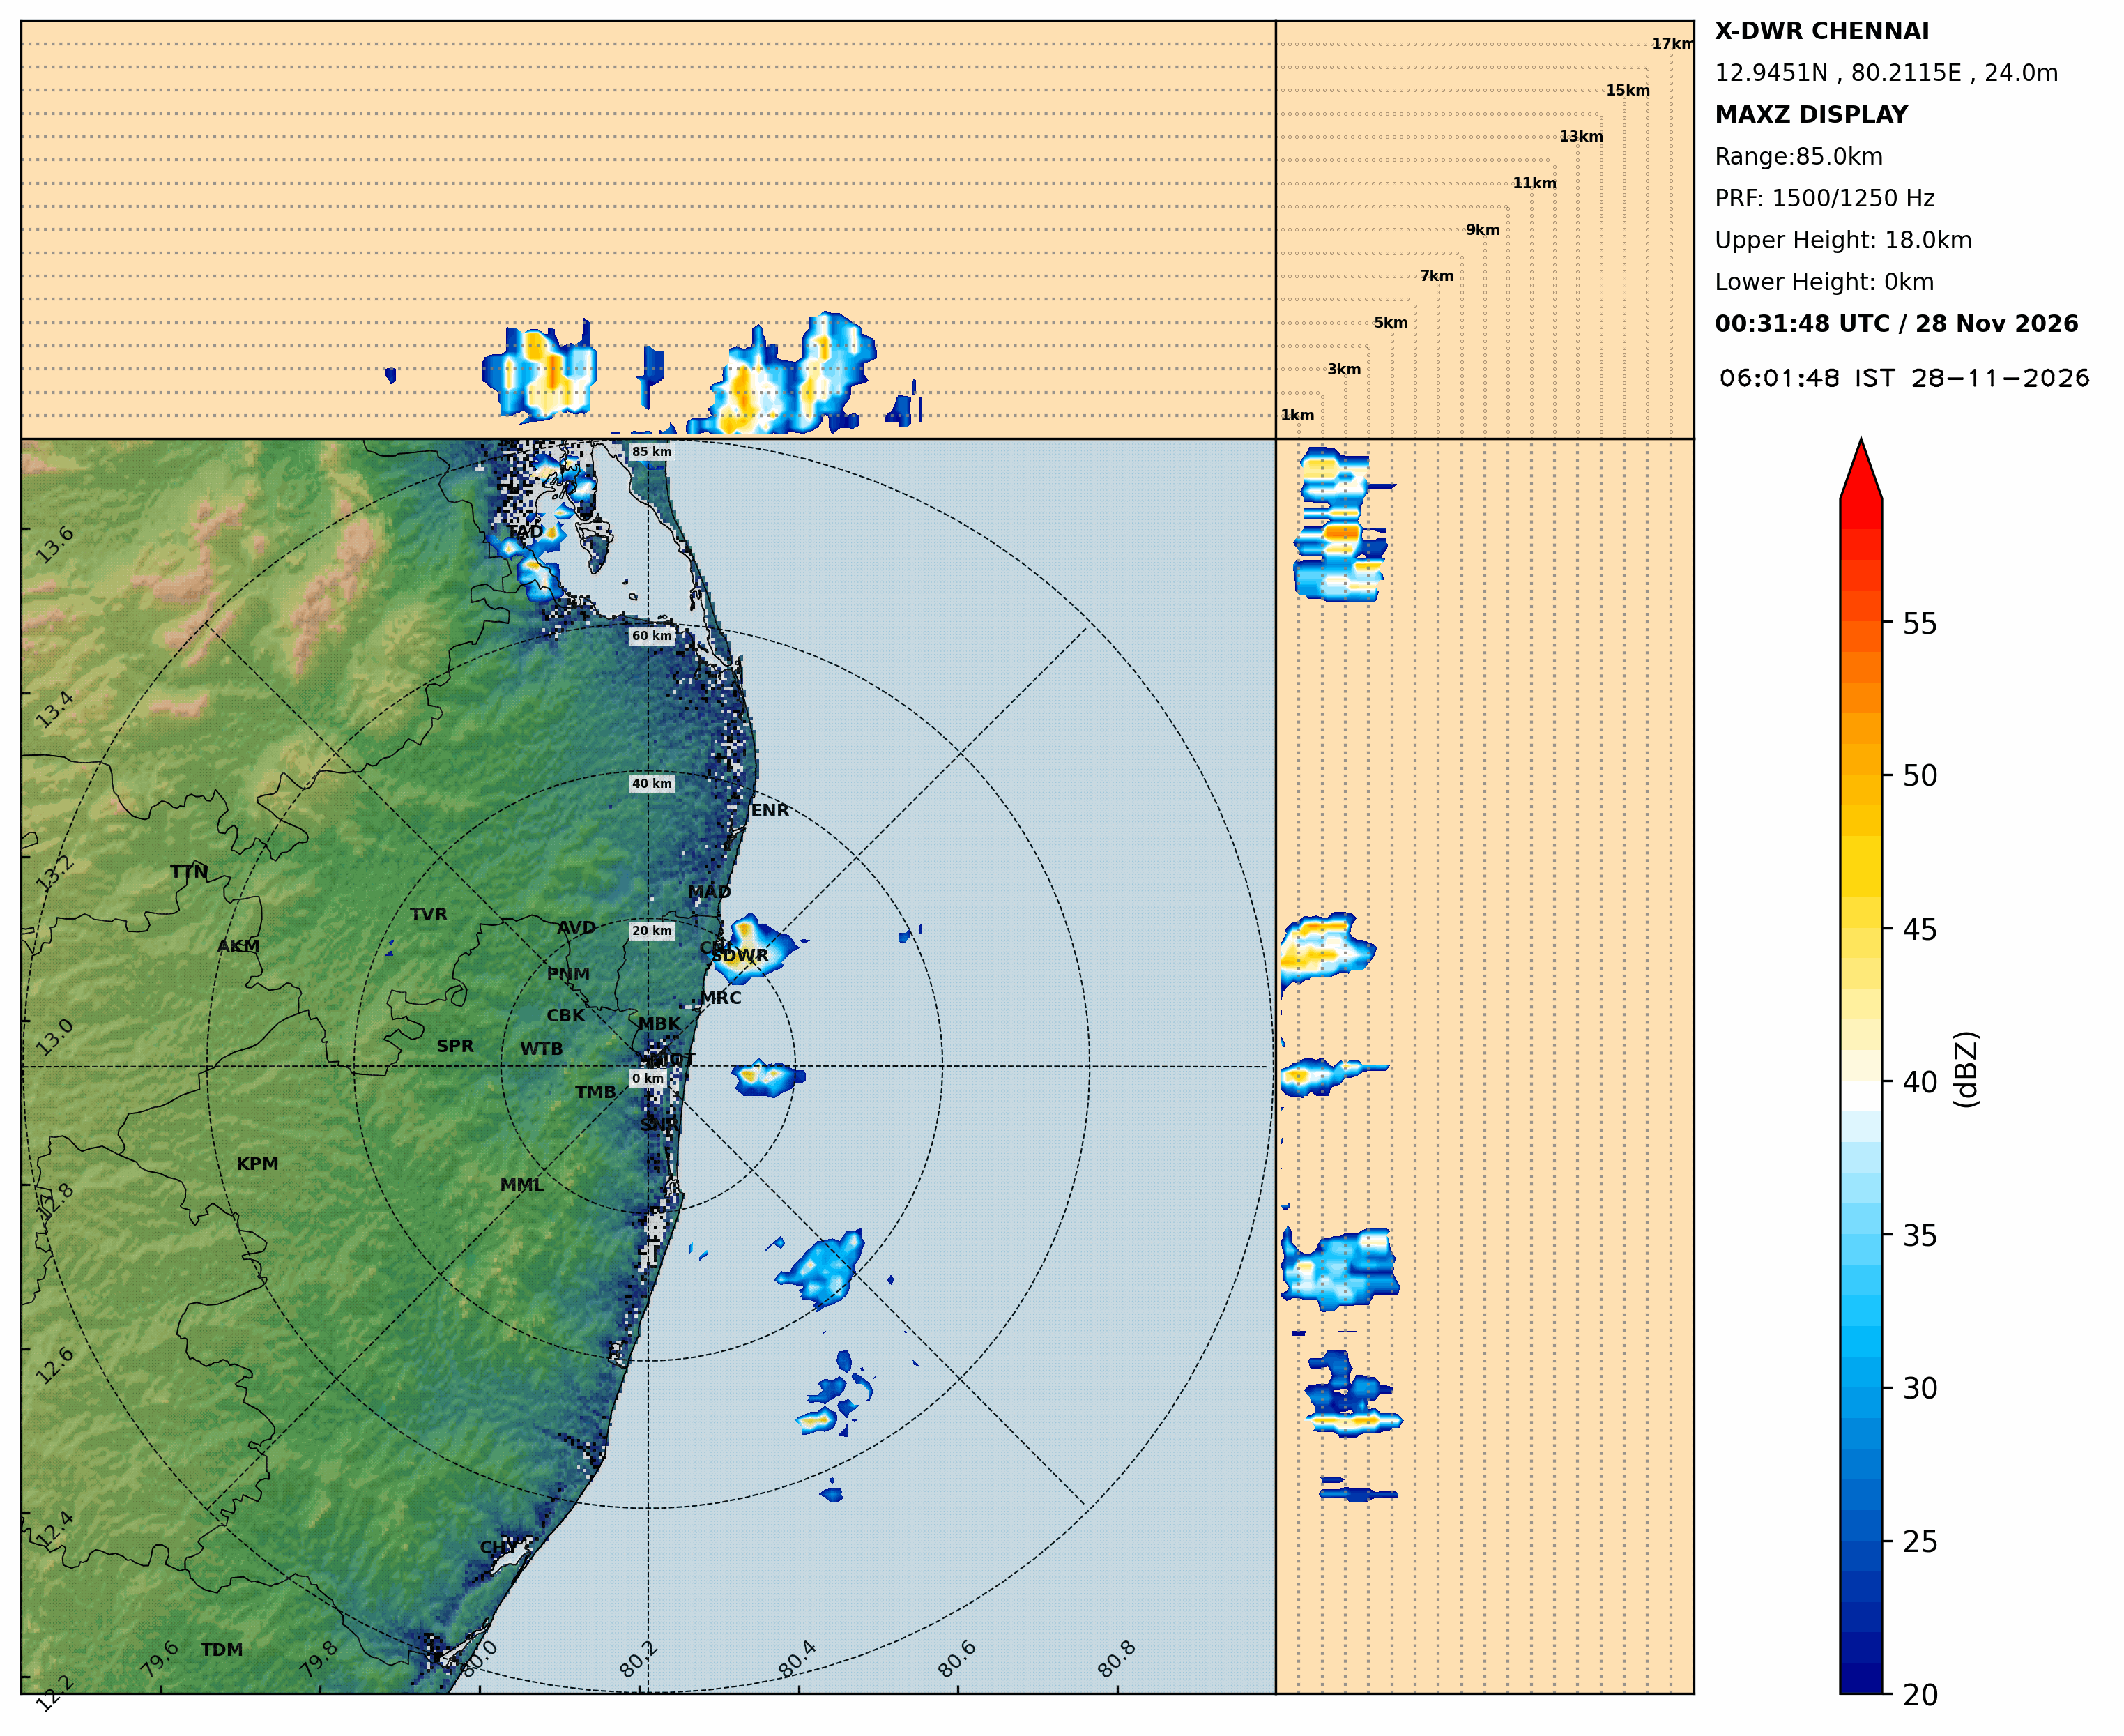 X-DWR CHENNAI
12.9451N , 80.2115E , 24.0m
MAXZ DISPLAY
Range:85.0km
PRF: 1500/1250 Hz
Upper Height: 18.0km
Lower Height: 0km
00:31:48 UTC / 28 Nov 2026
06:01:48 IST 28-11-2026
17km
15km
13km
11km
9km
7km
5km
3km
1km
85 km
TAD
13.6
60 km
13.4
40 km
ENR
13.2
TTN
MAD
TVR
AVD
20 km
AKM
SDWR
PNM
MRC
CBK
MBK
13.0
SPR
WTB
0 km
TMB
SNR
KPM
MML
12.8
12.6
12.4
CHY
TDM
12.2
79.6
79.8
80.0
80.2
80.4
80.6
80.8
55
50
45
40
35
30
25
20
(dBZ)